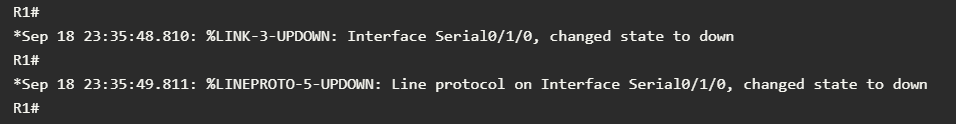 R1#
*Sep 18 23:35:48.810: %LINK-3-UPDOWN: Interface Serial0/1/0, changed state to down
R1#
*Sep 18 23:35:49.811: %LINEPROTO-5-UPDOWN: Line protocol on Interface Serial0/1/0, changed state to down
R1#